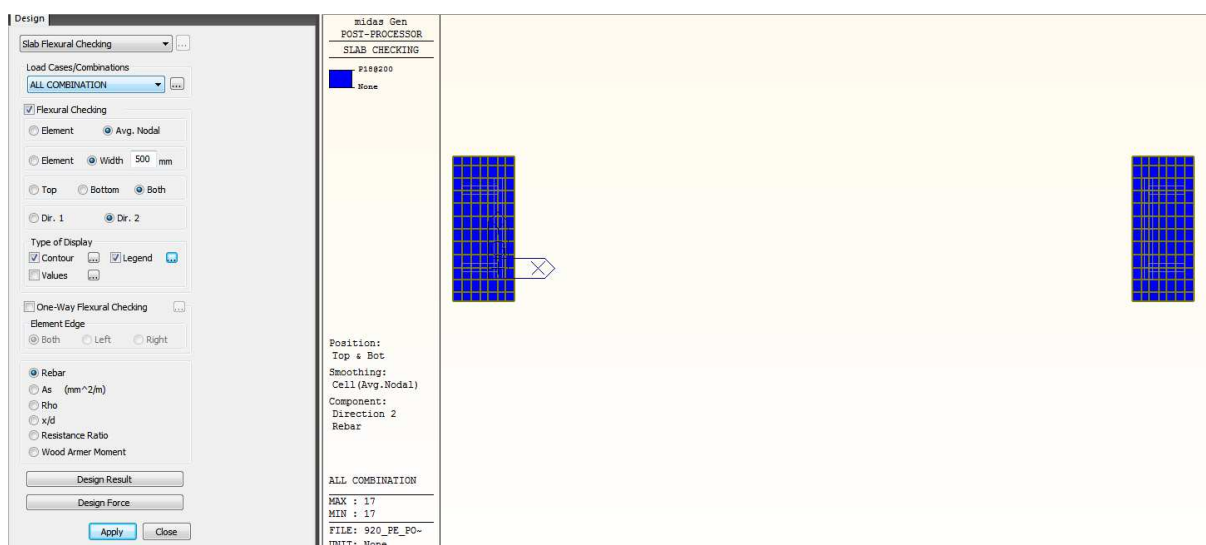 Design
Slab Flexural Checking
...
Load Cases/Combinations
ALL COMBINATION
...
Flexural Checking
Element Avg. Nodal
Element Width 500 mm
Top Bottom Both
Dir. 1 Dir. 2
Type of Display
Contour ... Legend ...
Values ...
One-Way Flexural Checking ...
Element Edge
Both Left Right
Rebar
As (mm^2/m)
Rho
x/d
Resistance Ratio
Wood Armer Moment
Design Result
Design Force
Apply Close
midas Gen
POST-PROCESSOR
SLAB CHECKING
P18@200
None
Position:
Top & Bot
Smoothing:
Cell(Avg.Nodal)
Component:
Direction 2
Rebar
ALL COMBINATION
MAX : 17
MIN : 17
FILE: 920_PE_PO~
UNIT: None
X